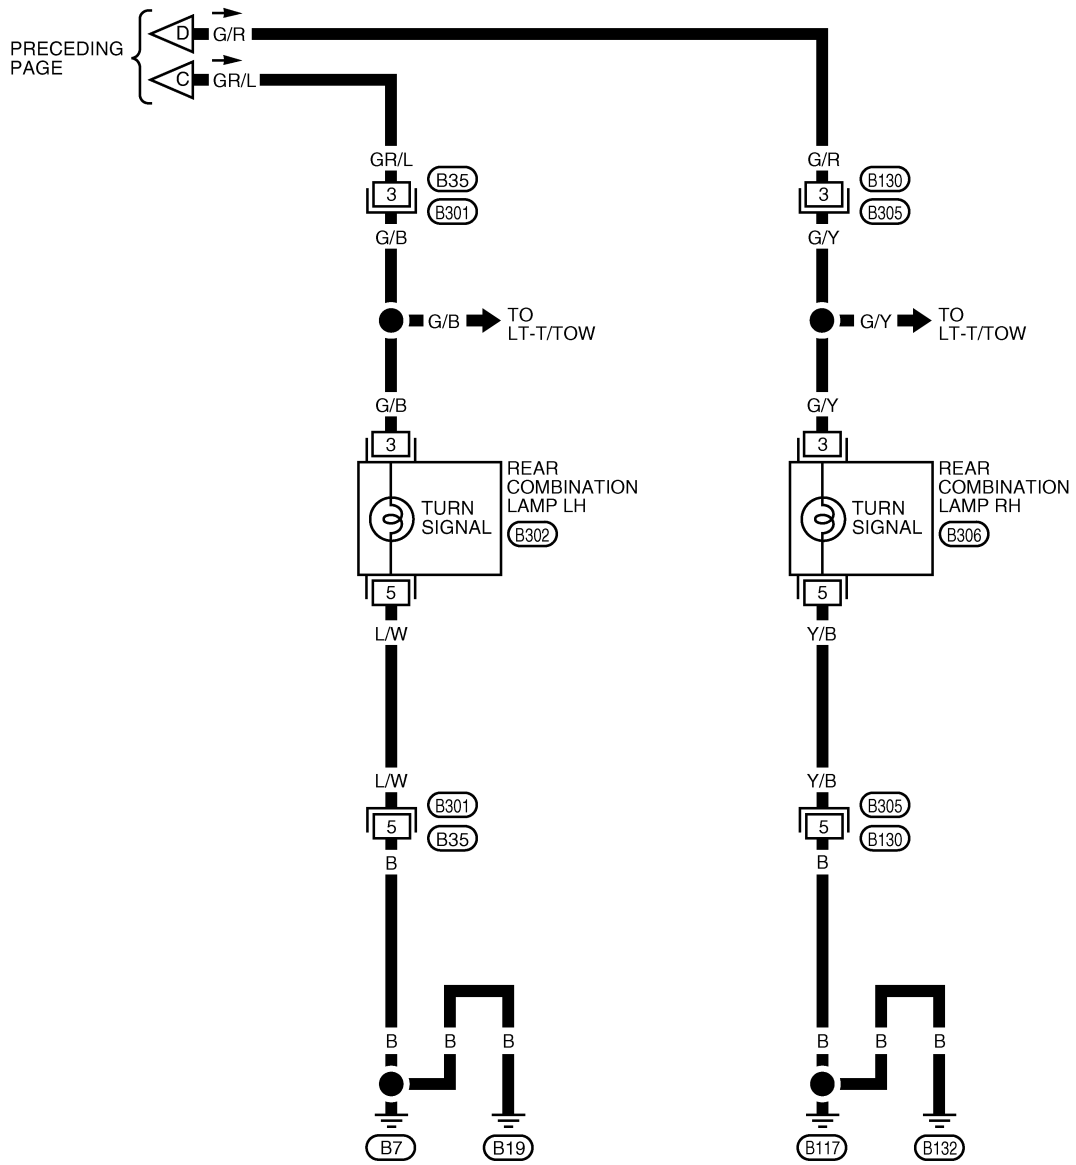 PRECEDING
PAGE
D
G/R
C
GR/L
GR/L
3
B35
B301
G/B
G/B
TO
LT-T/TOW
G/B
3
REAR
COMBINATION
LAMP LH
B302
TURN
SIGNAL
5
L/W
L/W
5
B301
B35
B
B
B
B
B7
B19
G/R
3
B130
B305
G/Y
G/Y
TO
LT-T/TOW
G/Y
3
REAR
COMBINATION
LAMP RH
B306
TURN
SIGNAL
5
Y/B
Y/B
5
B305
B130
B
B
B
B
B117
B132